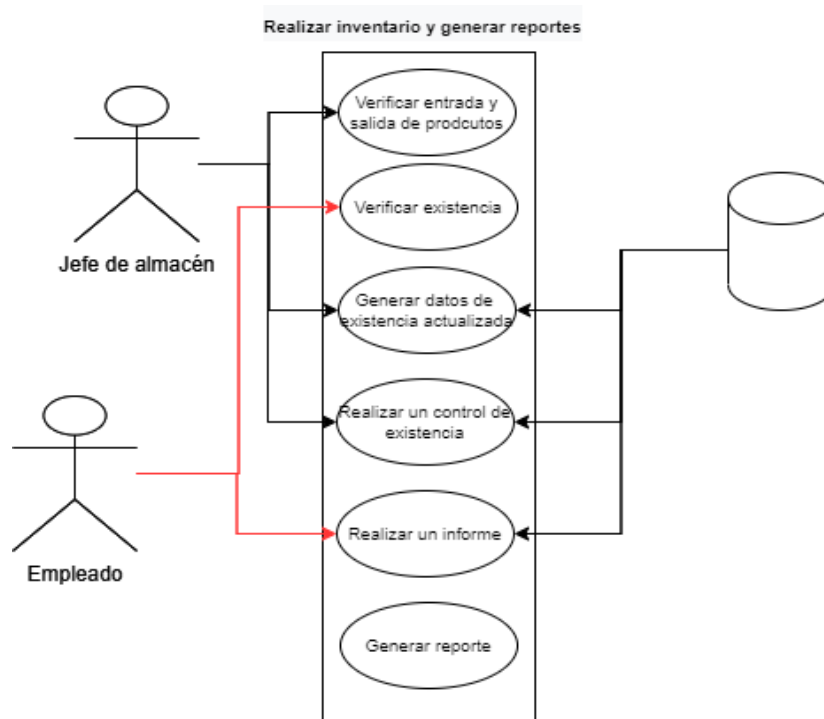 Realizar inventario y generar reportes
Verificar entrada y
salida de prodcutos
Verificar existencia
Jefe de almacén
Generar datos de
existencia actualizada
Realizar un control de
existencia
Realizar un informe
Empleado
Generar reporte